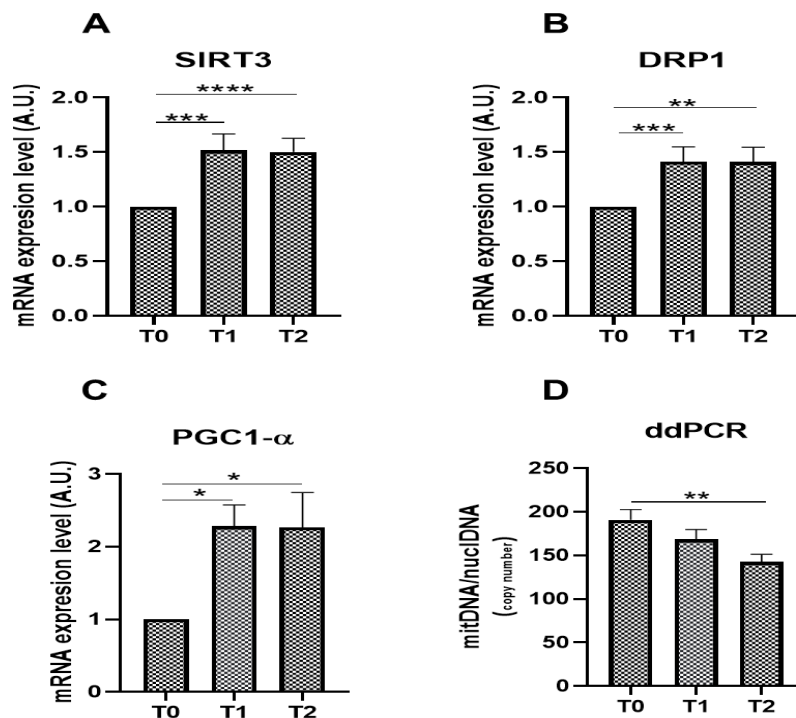 A
SIRT3
mRNA expresion level (A.U.)
2.0
1.5
1.0
0.5
0.0
****
***
T0 T1 T2
B
DRP1
mRNA expresion level (A.U.)
2.0
1.5
1.0
0.5
0.0
**
***
T0 T1 T2
C
PGC1-α
mRNA expresion level (A.U.)
3
2
1
0
*
*
T0 T1 T2
D
ddPCR
mitDNA/nuclDNA
(copy number)
250
200
150
100
50
0
**
T0 T1 T2